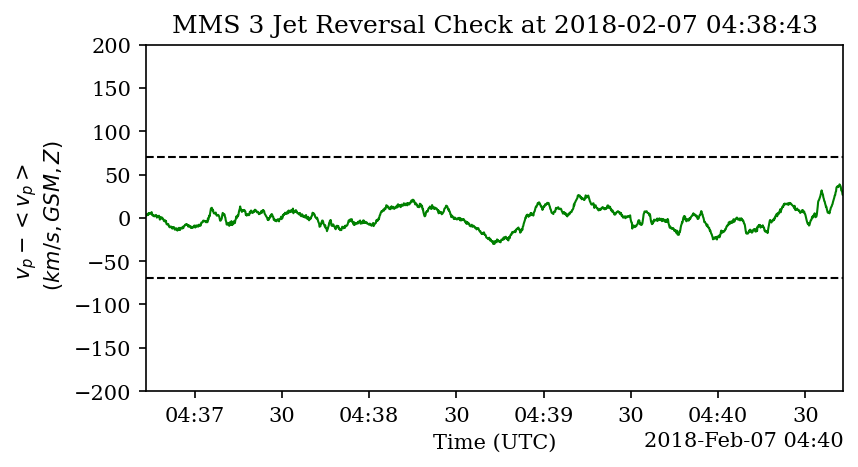 MMS 3 Jet Reversal Check at 2018-02-07 04:38:43
200
150
100
50
0
−50
−100
−150
−200
v_p − < v_p >
(km/s, GSM, Z)
04:37 30 04:38 30 04:39 30 04:40 30
Time (UTC)
2018-Feb-07 04:40